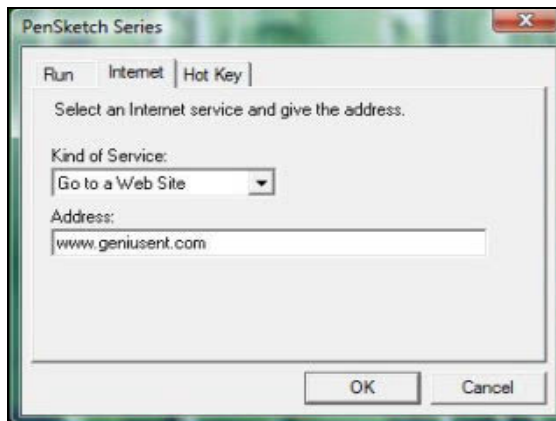 PenSketch Series
Run Internet Hot Key
Select an Internet service and give the address.
Kind of Service:
Go to a Web Site
Address:
www.geniusent.com
OK Cancel